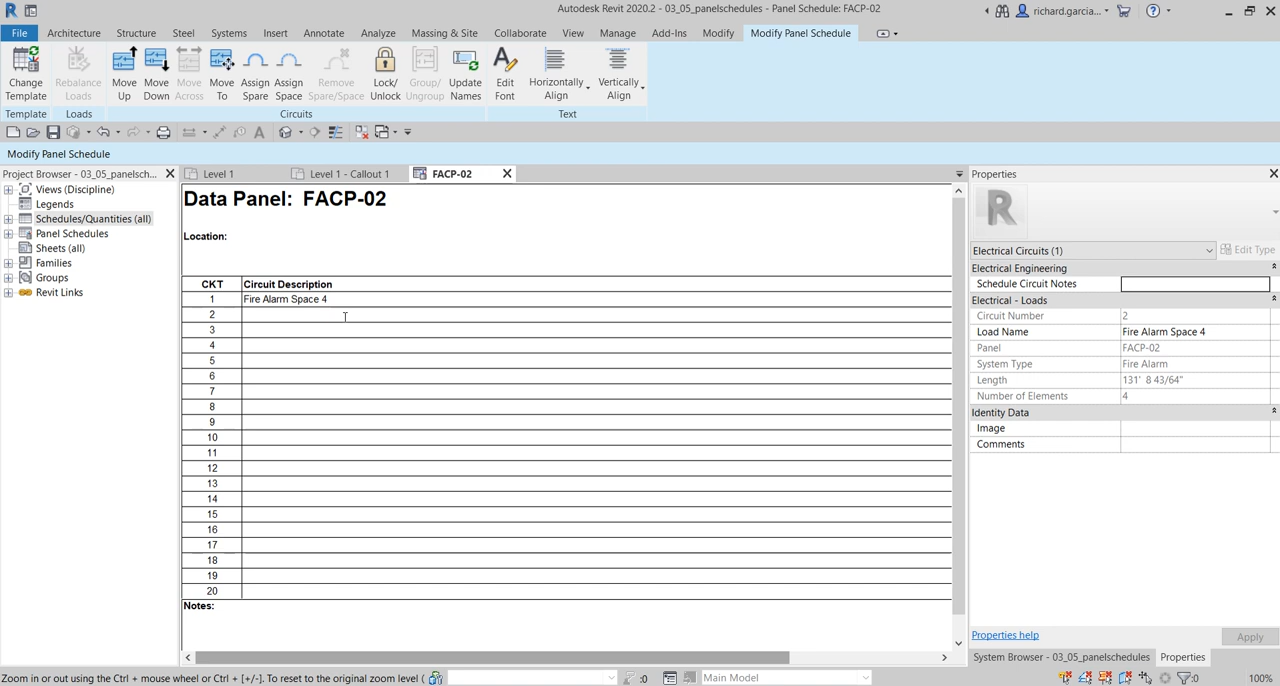 Autodesk Revit 2020.2 - 03_05_panelschedules - Panel Schedule: FACP-02
richard.garcia...
File Architecture Structure Steel Systems Insert Annotate Analyze Massing & Site Collaborate View Manage Add-Ins Modify Modify Panel Schedule
Change Template
Rebalance Loads
Move Up
Move Down
Move Across
Move To
Assign Spare
Assign Space
Remove Spare/Space
Lock/ Unlock
Group/ Ungroup
Update Names
Edit Font
Horizontally Align
Vertically Align
Template Loads Circuits Text
Modify Panel Schedule
Project Browser - 03_05_panelsch...
Views (Discipline)
Legends
Schedules/Quantities (all)
Panel Schedules
Sheets (all)
Families
Groups
Revit Links
Level 1 Level 1 - Callout 1 FACP-02
Data Panel: FACP-02
Location:
CKT Circuit Description
1 Fire Alarm Space 4
2
3
4
5
6
7
8
9
10
11
12
13
14
15
16
17
18
19
20
Notes:
Properties
Electrical Circuits (1) Edit Type
Electrical Engineering
Schedule Circuit Notes
Electrical - Loads
Circuit Number 2
Load Name Fire Alarm Space 4
Panel FACP-02
System Type Fire Alarm
Length 131' 8 43/64"
Number of Elements 4
Identity Data
Image
Comments
Properties help Apply
System Browser - 03_05_panelschedules Properties
Zoom in or out using the Ctrl + mouse wheel or Ctrl + [+/-]. To reset to the original zoom level ( :0 Main Model :0 100%